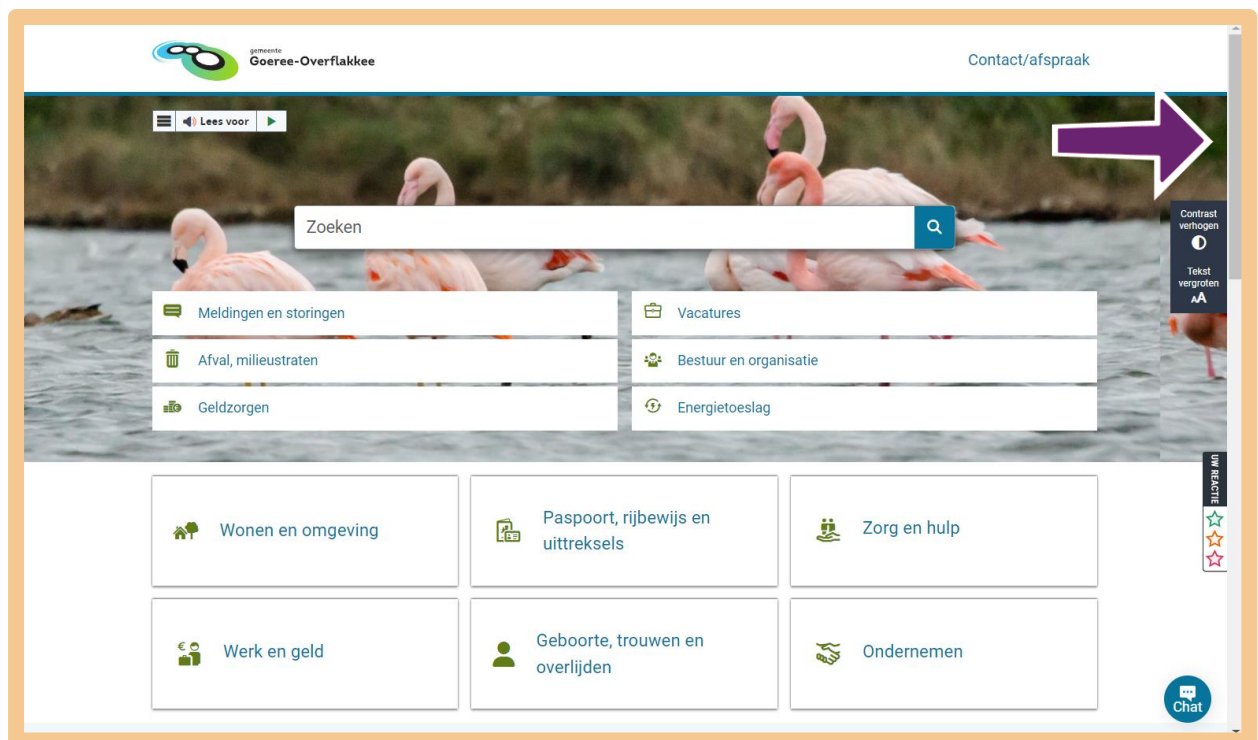 gemeente
Goeree-Overflakkee
Contact/afspraak
Lees voor
Zoeken
Contrast
verhogen
Tekst
vergroten
AA
Meldingen en storingen
Vacatures
Afval, milieustraten
Bestuur en organisatie
Geldzorgen
Energietoeslag
UW REACTIE
Wonen en omgeving
Paspoort, rijbewijs en
uittreksels
Zorg en hulp
Werk en geld
Geboorte, trouwen en
overlijden
Ondernemen
Chat